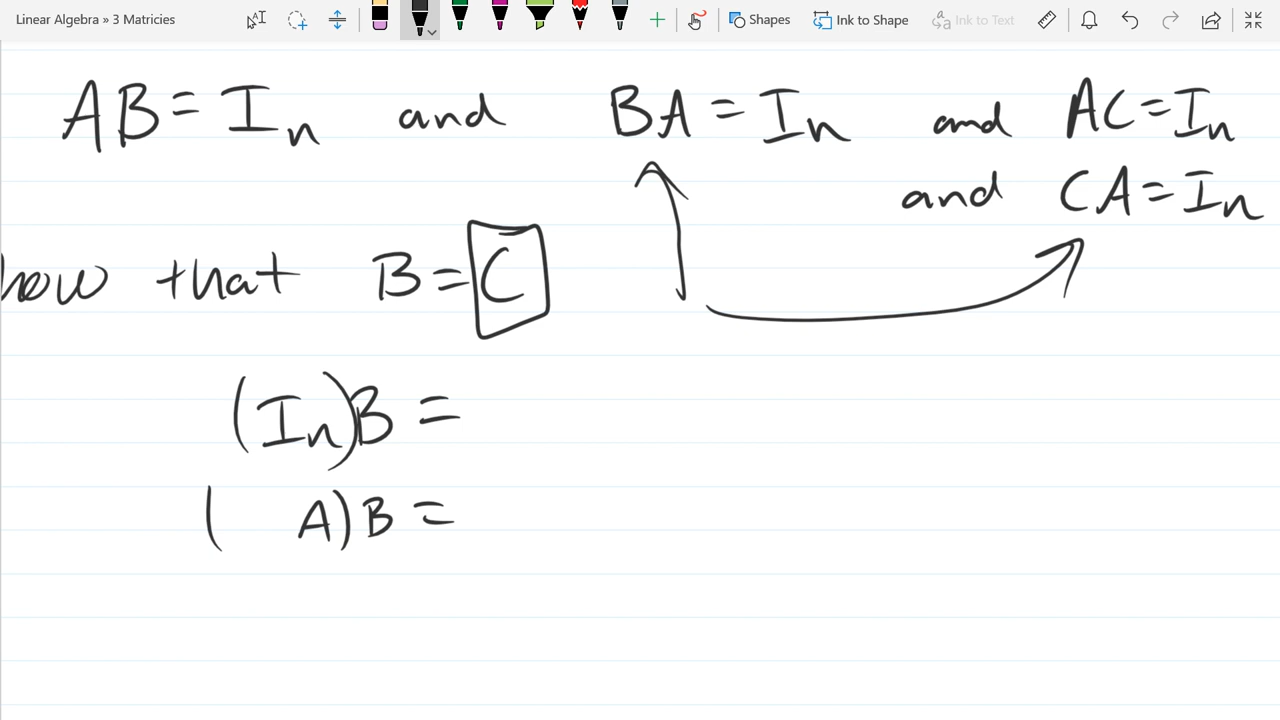 Linear Algebra » 3 Matricies
Shapes
Ink to Shape
Ink to Text
AB = In and BA = In and AC = In
and CA = In
how that B = C
(In)B =
( A)B =